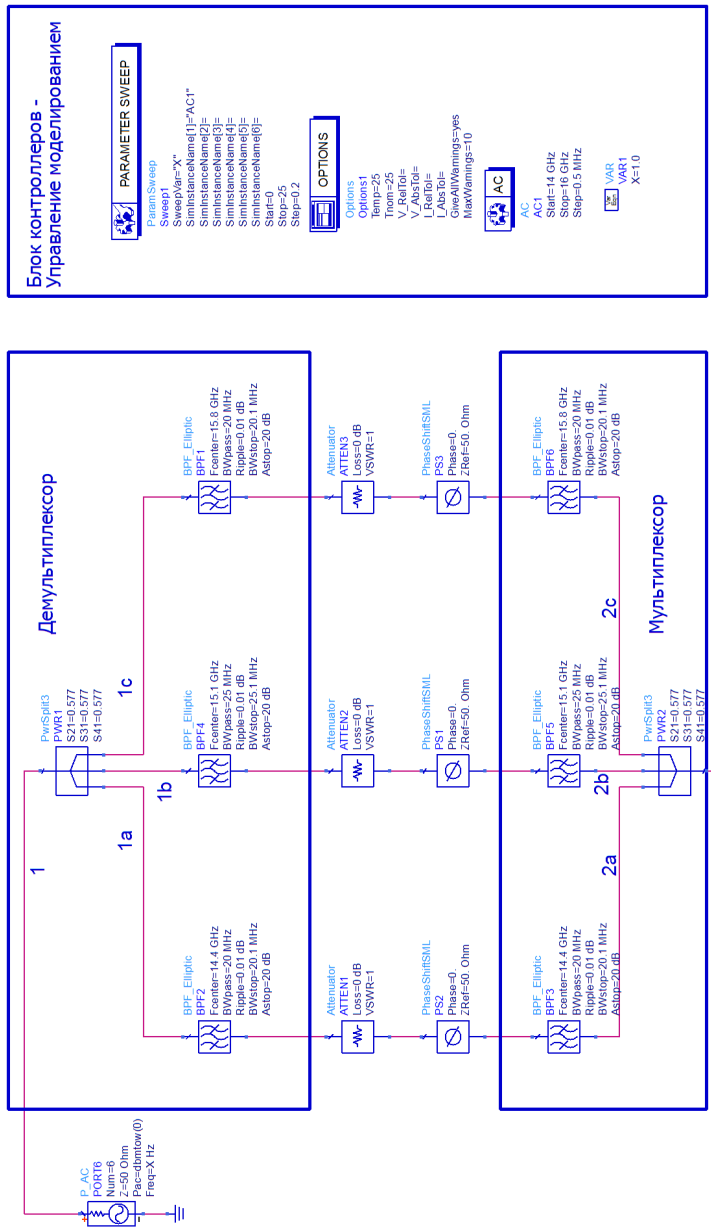 Блок контроллеров -
Управление моделированием
PARAMETER SWEEP
ParamSweep
Sweep1
SweepVar="X"
SimInstanceName[1]="AC1"
SimInstanceName[2]=
SimInstanceName[3]=
SimInstanceName[4]=
SimInstanceName[5]=
SimInstanceName[6]=
Start=0
Stop=25
Step=0.2
OPTIONS
Options
Options1
Temp=25
Tnom=25
V_RelTol=
V_AbsTol=
I_RelTol=
I_AbsTol=
GiveAllWarnings=yes
MaxWarnings=10
AC
AC
AC1
Start=14 GHz
Stop=16 GHz
Step=0.5 MHz
Var
Eqn
VAR
VAR1
X=1.0
Демультиплексор
P_AC
PORT6
Num=6
Z=50 Ohm
Pac=dbmtow(0)
Freq=X Hz
1
PwrSplit3
PWR1
S21=0.577
S31=0.577
S41=0.577
1a
1b
1c
BPF_Elliptic
BPF2
Fcenter=14.4 GHz
BWpass=20 MHz
Ripple=0.01 dB
BWstop=20.1 MHz
Astop=20 dB
BPF_Elliptic
BPF4
Fcenter=15.1 GHz
BWpass=25 MHz
Ripple=0.01 dB
BWstop=25.1 MHz
Astop=20 dB
BPF_Elliptic
BPF1
Fcenter=15.8 GHz
BWpass=20 MHz
Ripple=0.01 dB
BWstop=20.1 MHz
Astop=20 dB
Attenuator
ATTEN1
Loss=0 dB
VSWR=1
Attenuator
ATTEN2
Loss=0 dB
VSWR=1
Attenuator
ATTEN3
Loss=0 dB
VSWR=1
PhaseShiftSML
PS2
Phase=0.
ZRef=50. Ohm
PhaseShiftSML
PS1
Phase=0.
ZRef=50. Ohm
PhaseShiftSML
PS3
Phase=0.
ZRef=50. Ohm
BPF_Elliptic
BPF3
Fcenter=14.4 GHz
BWpass=20 MHz
Ripple=0.01 dB
BWstop=20.1 MHz
Astop=20 dB
BPF_Elliptic
BPF5
Fcenter=15.1 GHz
BWpass=25 MHz
Ripple=0.01 dB
BWstop=25.1 MHz
Astop=20 dB
BPF_Elliptic
BPF6
Fcenter=15.8 GHz
BWpass=20 MHz
Ripple=0.01 dB
BWstop=20.1 MHz
Astop=20 dB
2a
2b
2c
PwrSplit3
PWR2
S21=0.577
S31=0.577
S41=0.577
Мультиплексор